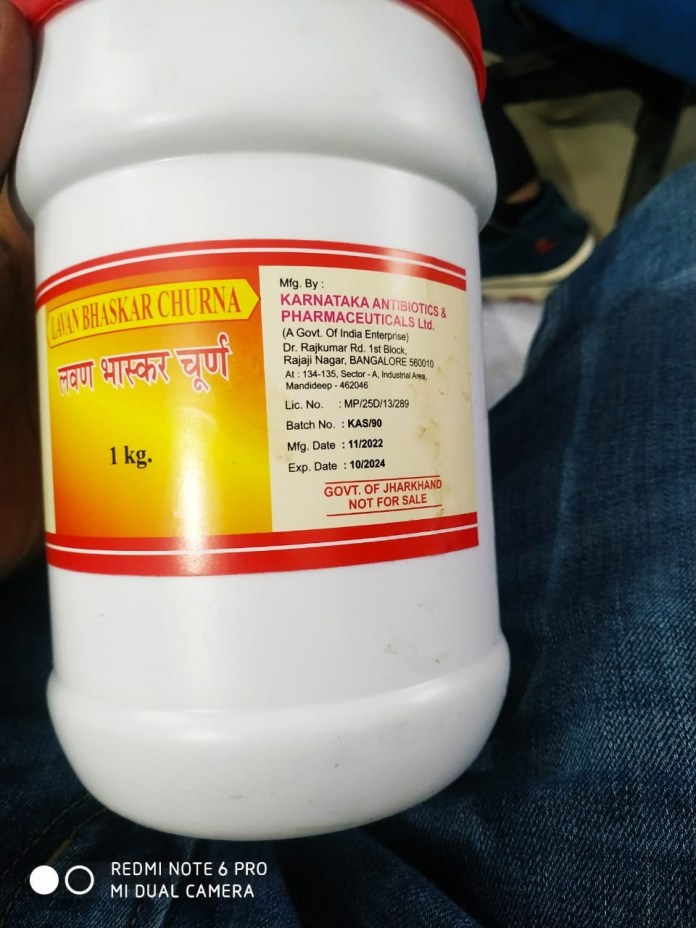 LAVAN BHASKAR CHURNA
लवण भास्कर चूर्ण
1 kg.
Mfg. By :
KARNATAKA ANTIBIOTICS &
PHARMACEUTICALS Ltd.
(A Govt. Of India Enterprise)
Dr. Rajkumar Rd. 1st Block,
Rajaji Nagar, BANGALORE 560010
At : 134-135, Sector - A, Industrial Area,
Mandideep - 462046
Lic. No. : MP/25D/13/289
Batch No. : KAS/90
Mfg. Date : 11/2022
Exp. Date : 10/2024
GOVT. OF JHARKHAND
NOT FOR SALE
REDMI NOTE 6 PRO
MI DUAL CAMERA